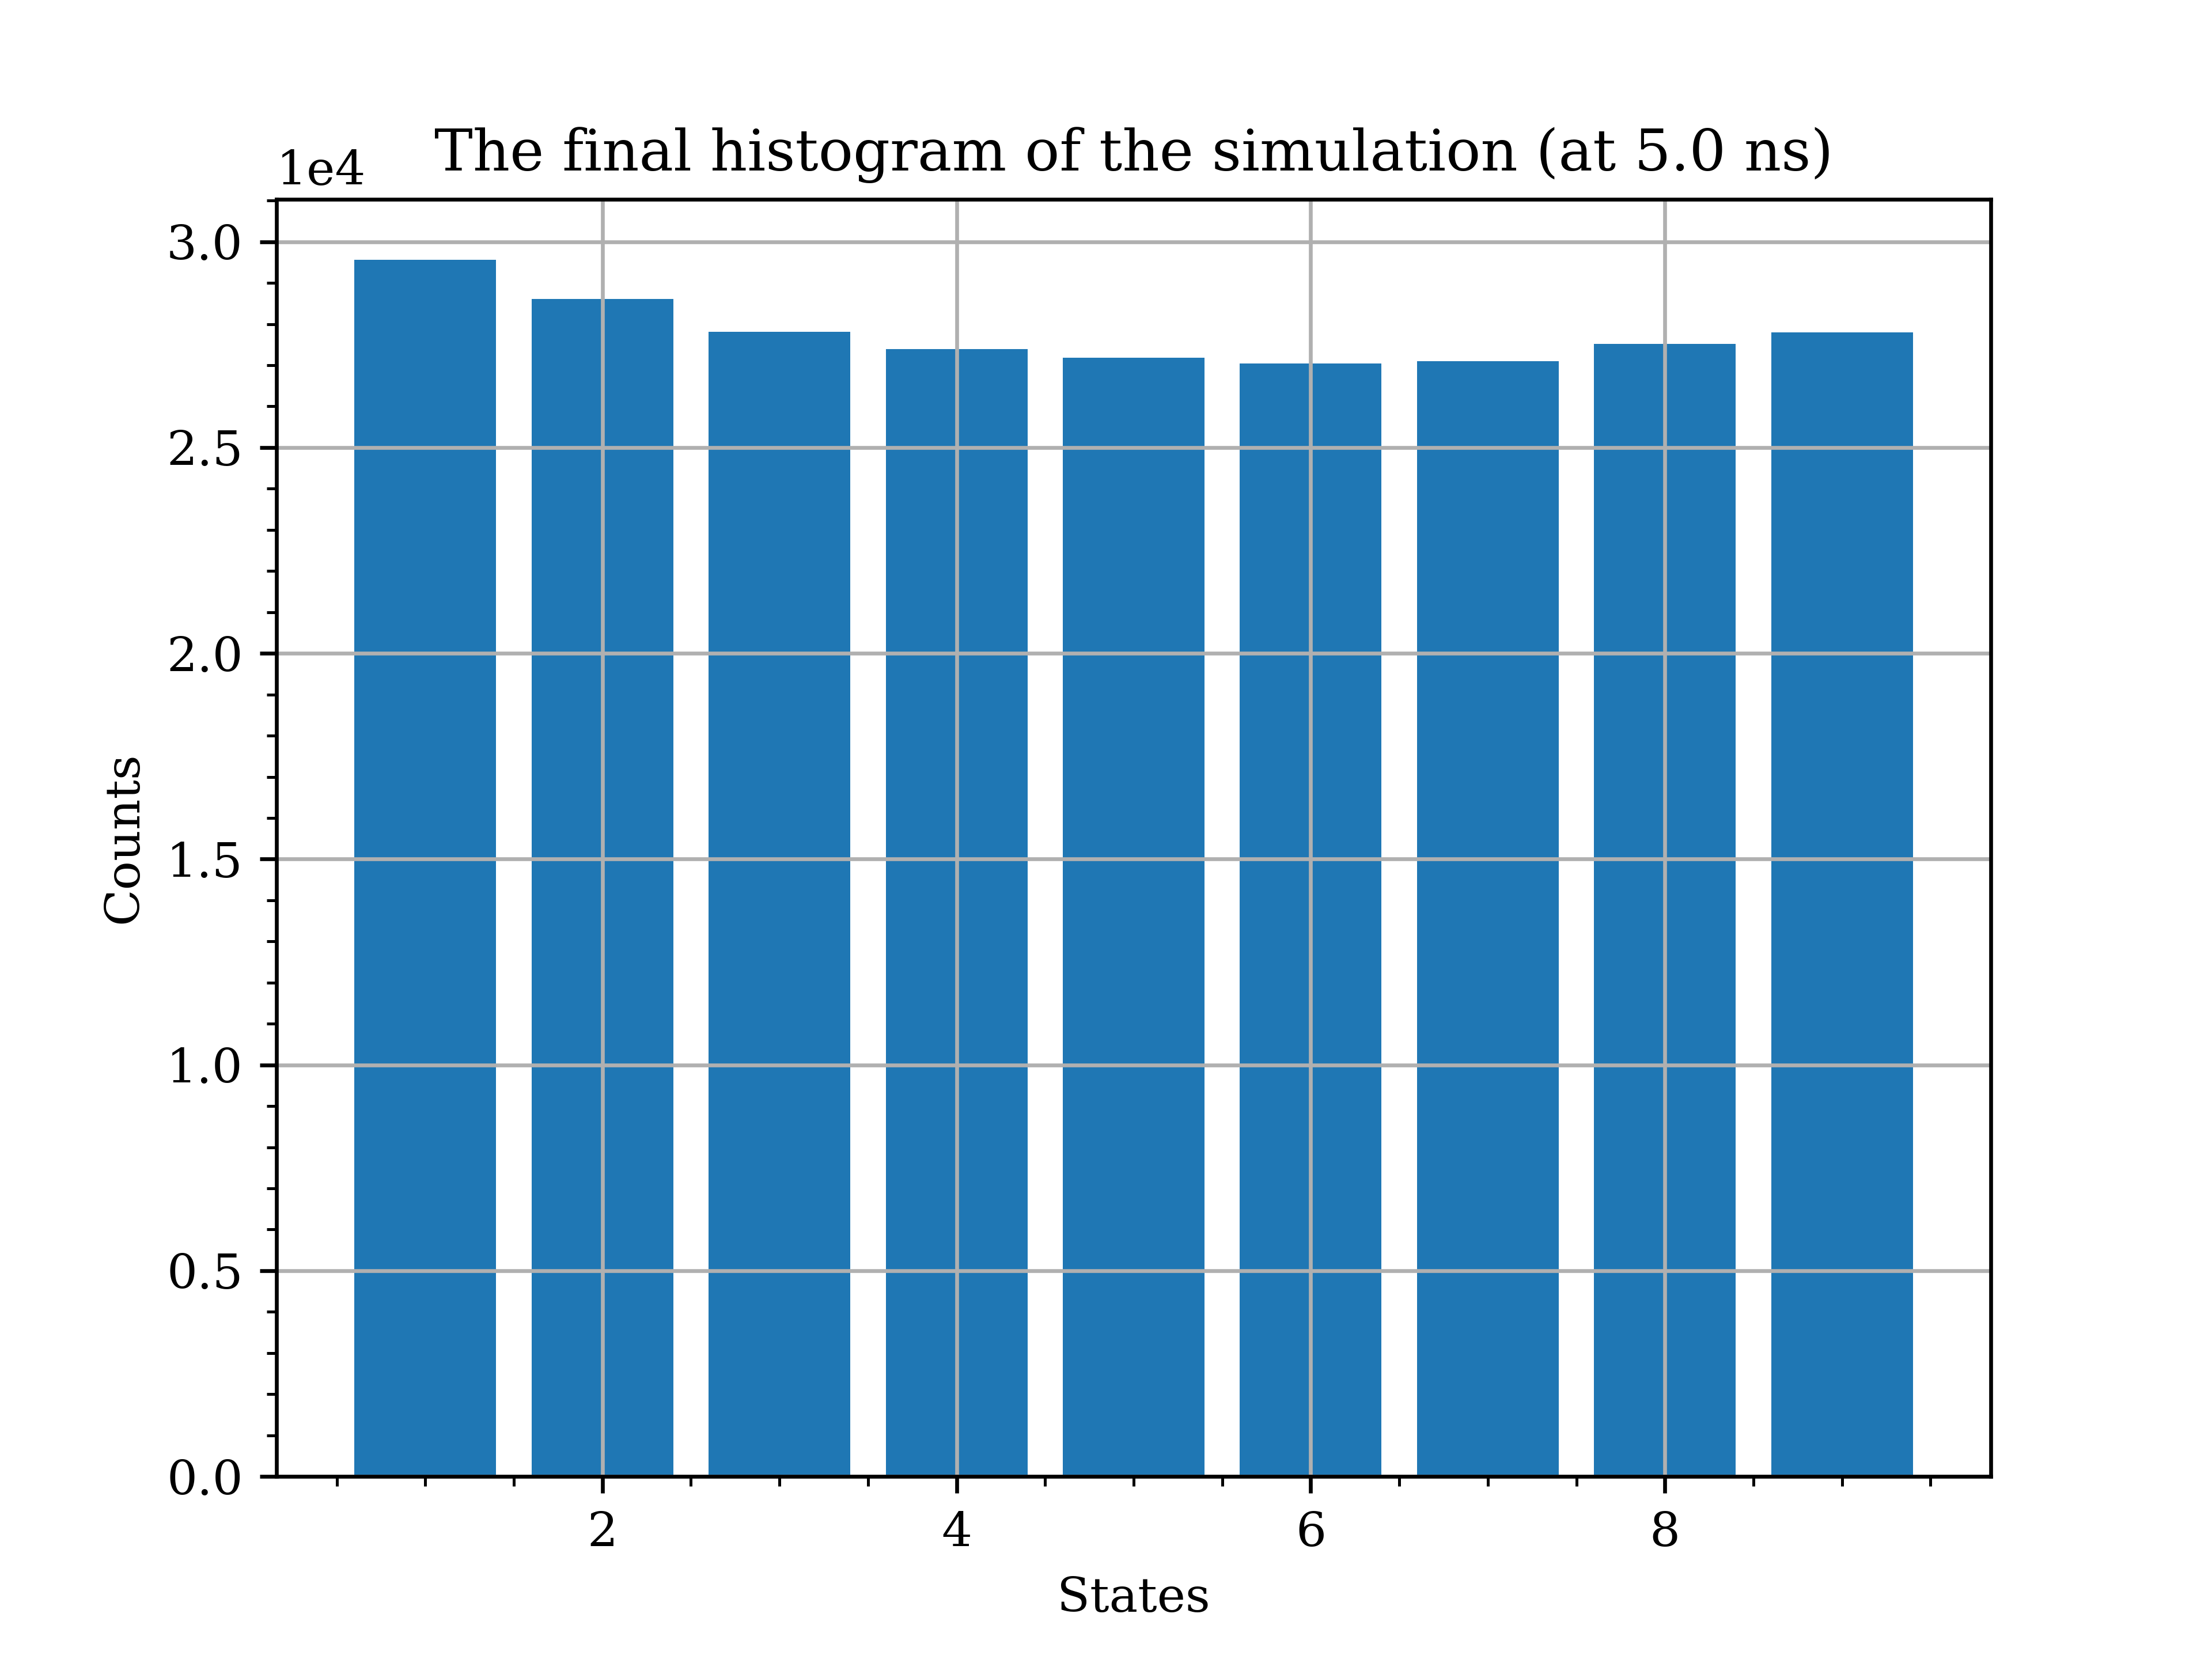 The final histogram of the simulation (at 5.0 ns)
1e4
3.0
2.5
2.0
1.5
1.0
0.5
0.0
Counts
2 4 6 8
States